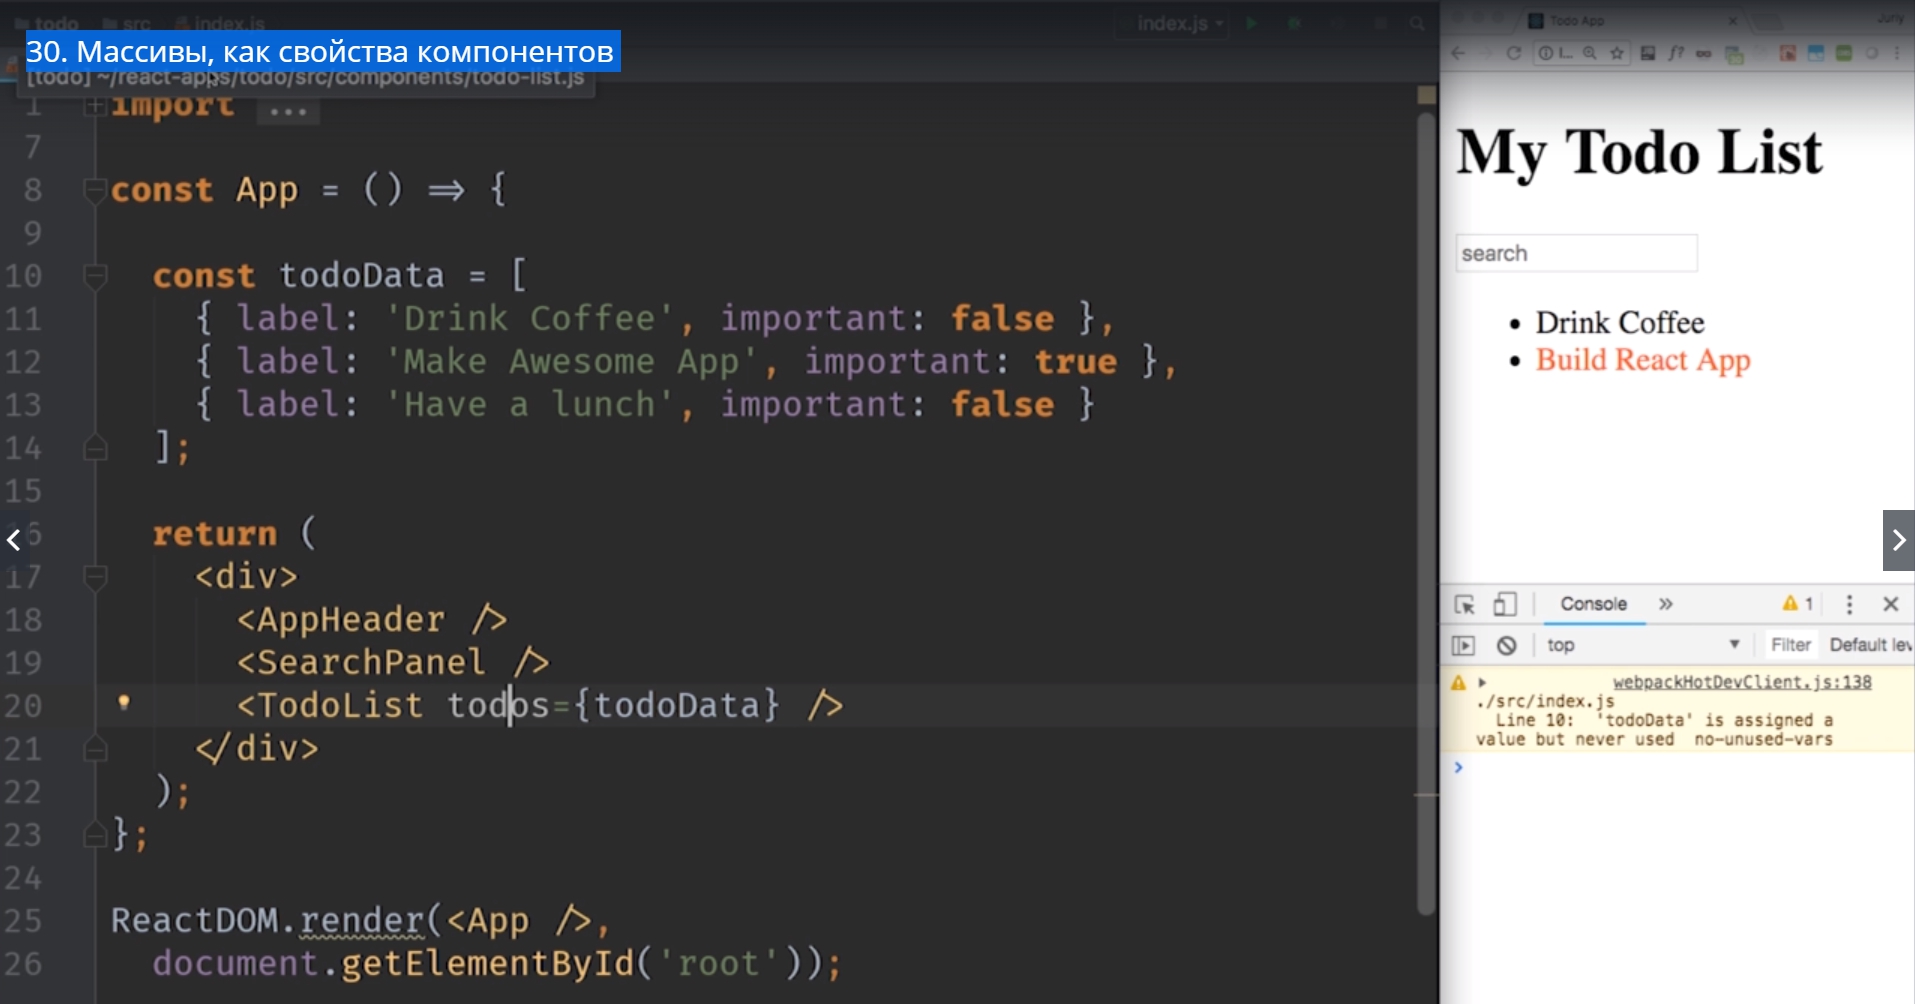 todo src index.js
index.js
30. Массивы, как свойства компонентов
[todo] ~/react-apps/todo/src/components/todo-list.js
1 import ...
7
8 const App = () => {
9
10 const todoData = [
11 { label: 'Drink Coffee', important: false },
12 { label: 'Make Awesome App', important: true },
13 { label: 'Have a lunch', important: false }
14 ];
15
6 return (
17 <div>
18 <AppHeader />
19 <SearchPanel />
20 <TodoList todos={todoData} />
21 </div>
22 );
23 };
24
25 ReactDOM.render(<App />,
26 document.getElementById('root'));
Todo App
My Todo List
search
Drink Coffee
Build React App
Console » 1
top Filter Default lev
webpackHotDevClient.js:138
./src/index.js
Line 10: 'todoData' is assigned a
value but never used no-unused-vars